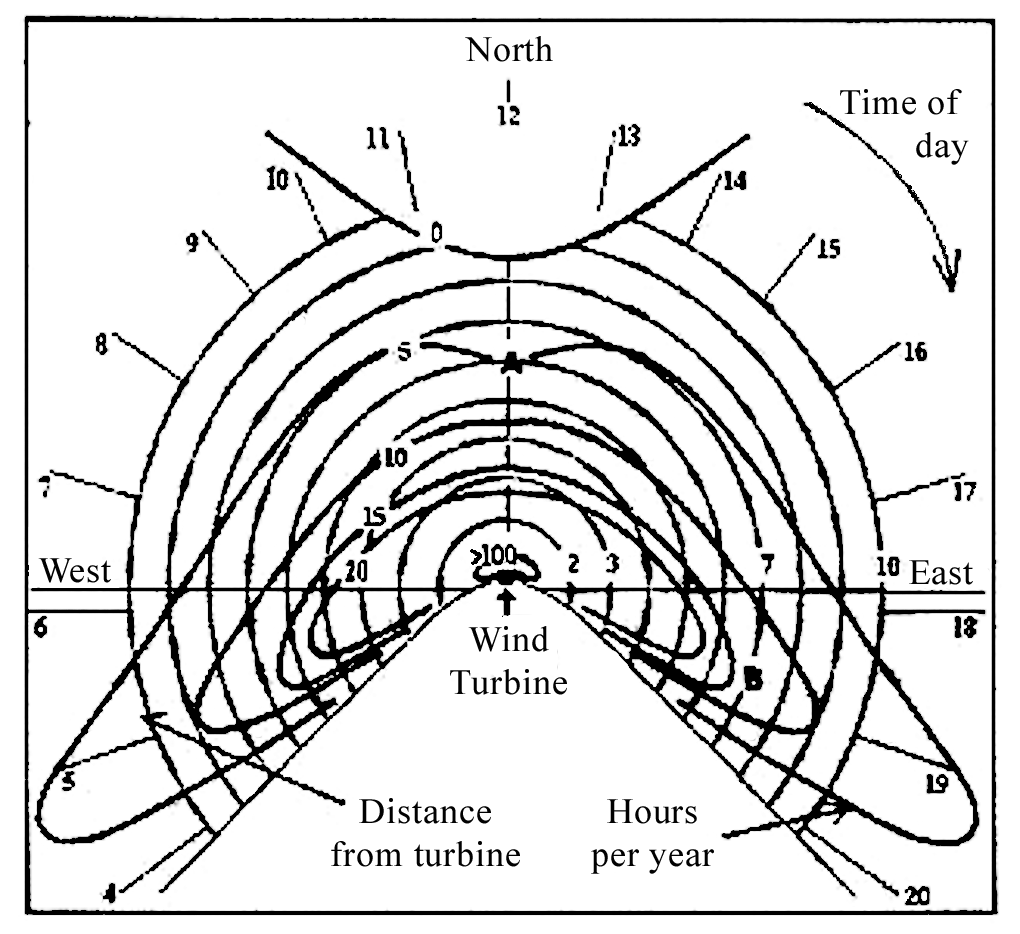 North
12
Time of
day
11
13
10
14
9
0
15
8
5
A
16
10
7
17
15
>100
2
3
7
10
West
20
East
6
18
Wind
Turbine
B
5
19
Distance
from turbine
Hours
per year
4
20